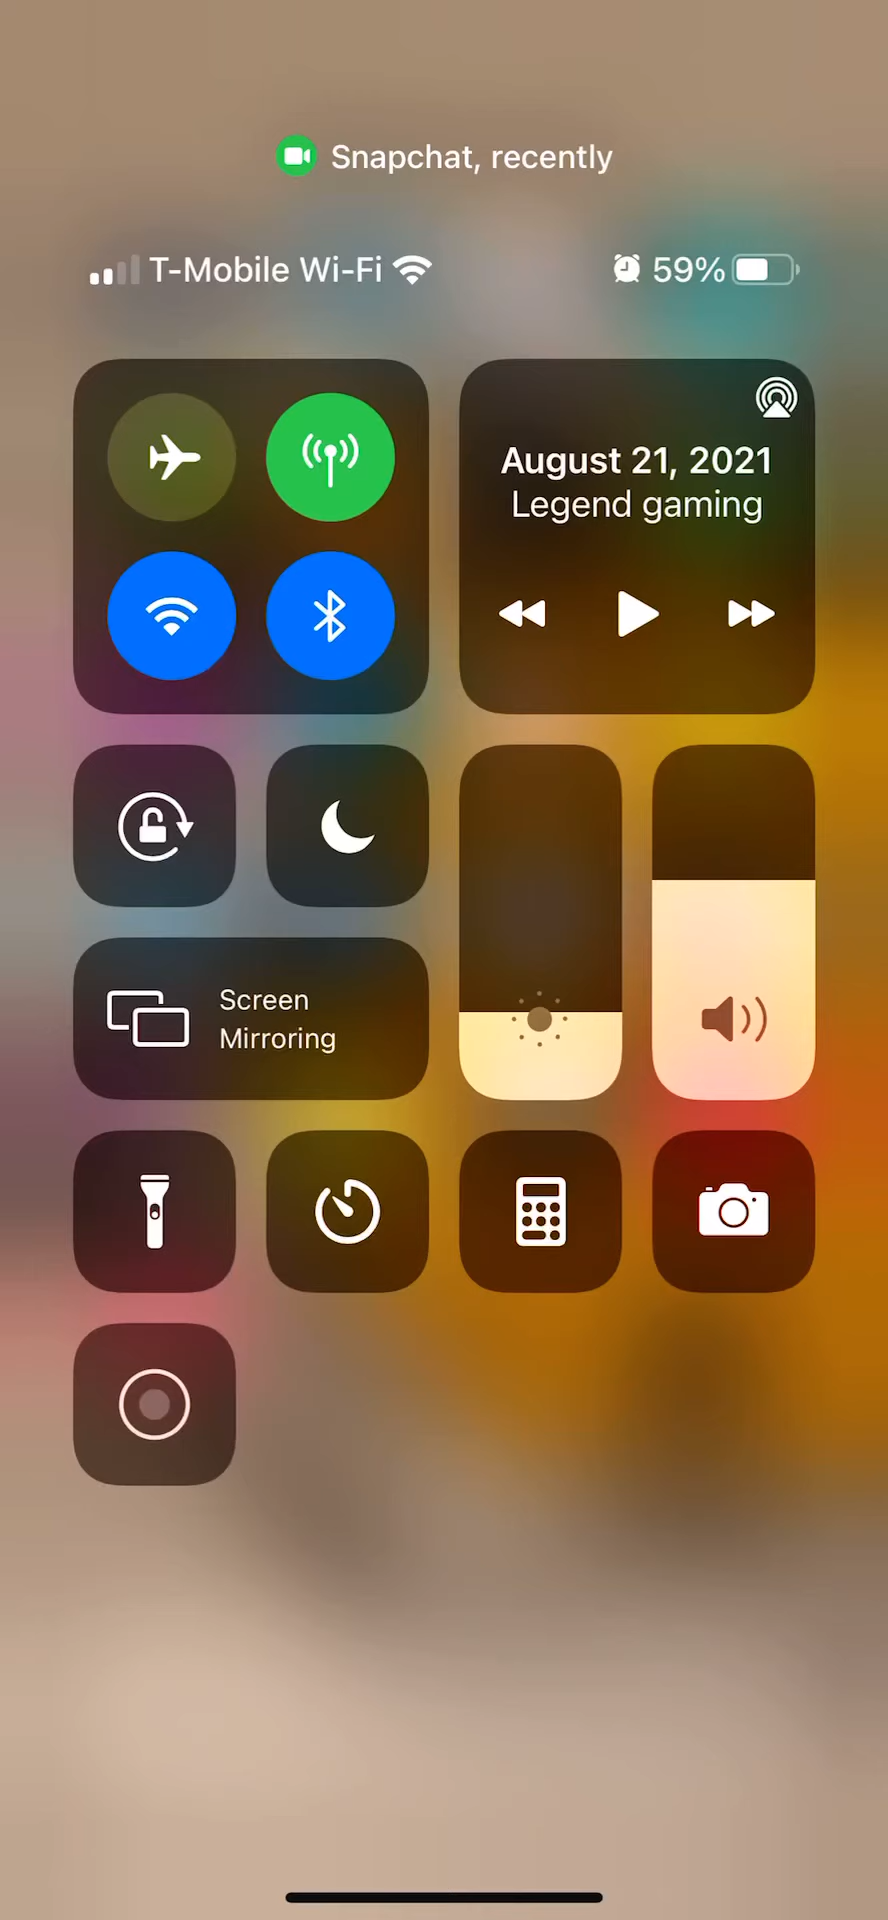 Snapchat, recently
T-Mobile Wi-Fi 59%
August 21, 2021
Legend gaming
Screen
Mirroring